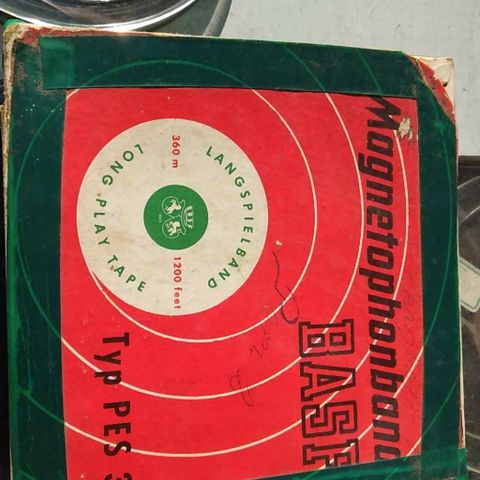 Magnetophonband
BASF
LANGSPIELBAND
360 m 1200 feet
LONG PLAY TAPE
Typ PES 3